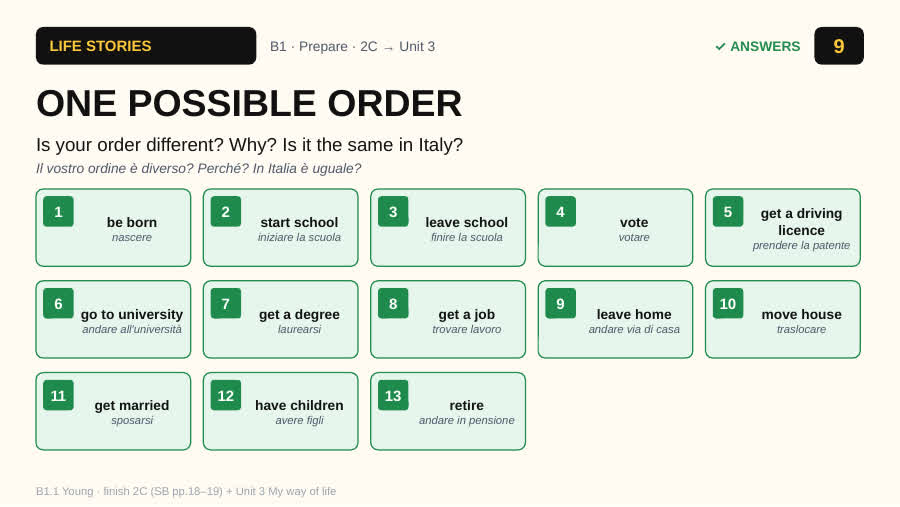 LIFE STORIES
B1 · Prepare · 2C → Unit 3
✓ ANSWERS
9
ONE POSSIBLE ORDER
Is your order different? Why? Is it the same in Italy?
Il vostro ordine è diverso? Perché? In Italia è uguale?
1
be born
nascere
2
start school
iniziare la scuola
3
leave school
finire la scuola
4
vote
votare
5
get a driving
licence
prendere la patente
6
go to university
andare all'università
7
get a degree
laurearsi
8
get a job
trovare lavoro
9
leave home
andare via di casa
10
move house
traslocare
11
get married
sposarsi
12
have children
avere figli
13
retire
andare in pensione
B1.1 Young · finish 2C (SB pp.18–19) + Unit 3 My way of life